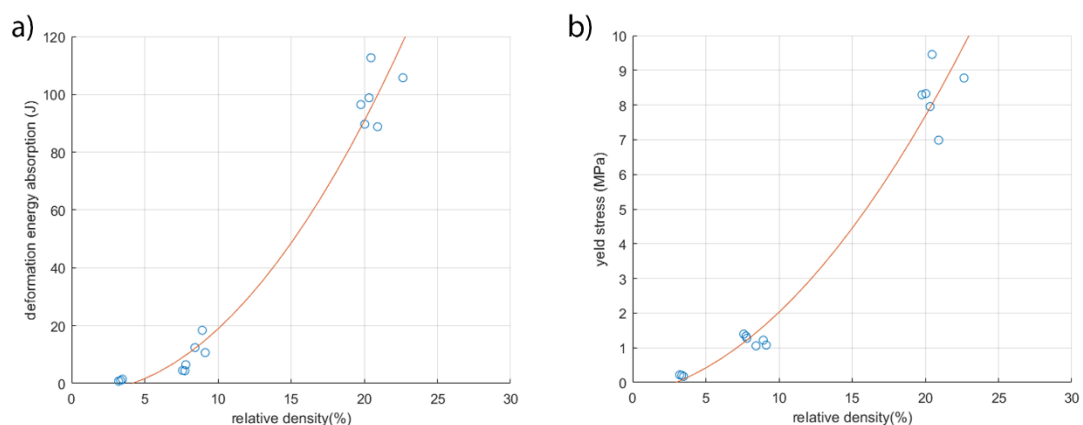 a)
deformation energy absorption (J)
120
100
80
60
40
20
0
0 5 10 15 20 25 30
relative density(%)
b)
yeld stress (MPa)
10
9
8
7
6
5
4
3
2
1
0
0 5 10 15 20 25 30
relative density(%)